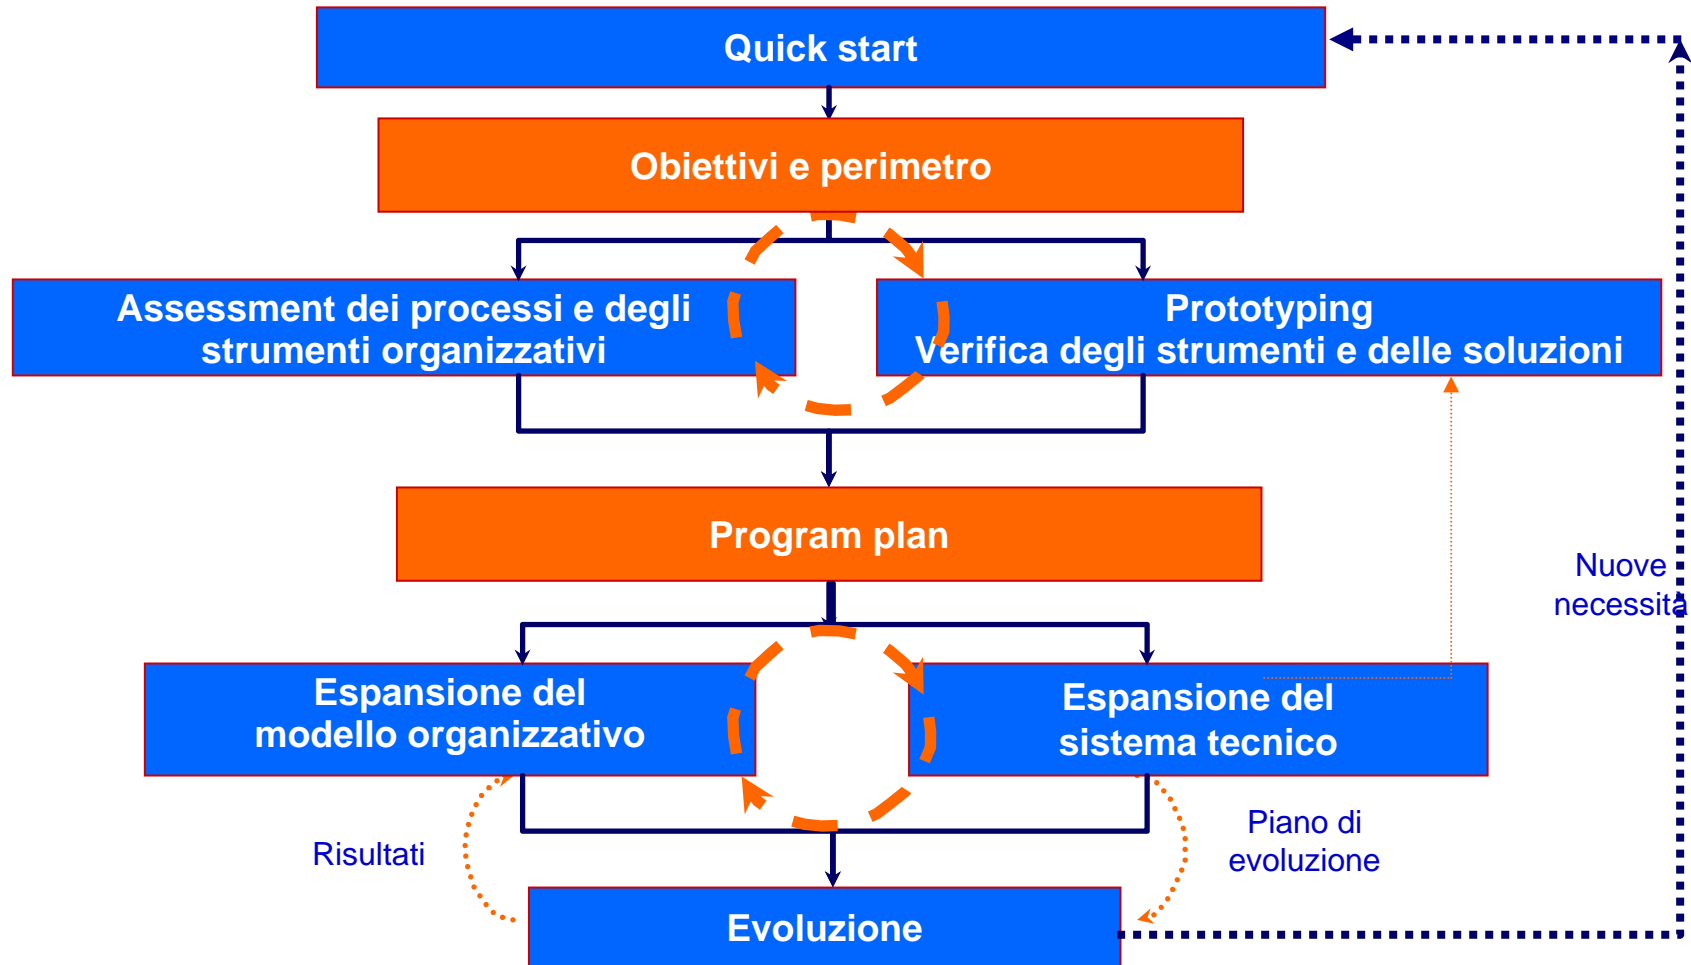 Quick start
Obiettivi e perimetro
Assessment dei processi e degli
strumenti organizzativi
Prototyping
Verifica degli strumenti e delle soluzioni
Program plan
Nuove
necessità
Espansione del
modello organizzativo
Espansione del
sistema tecnico
Risultati
Piano di
evoluzione
Evoluzione